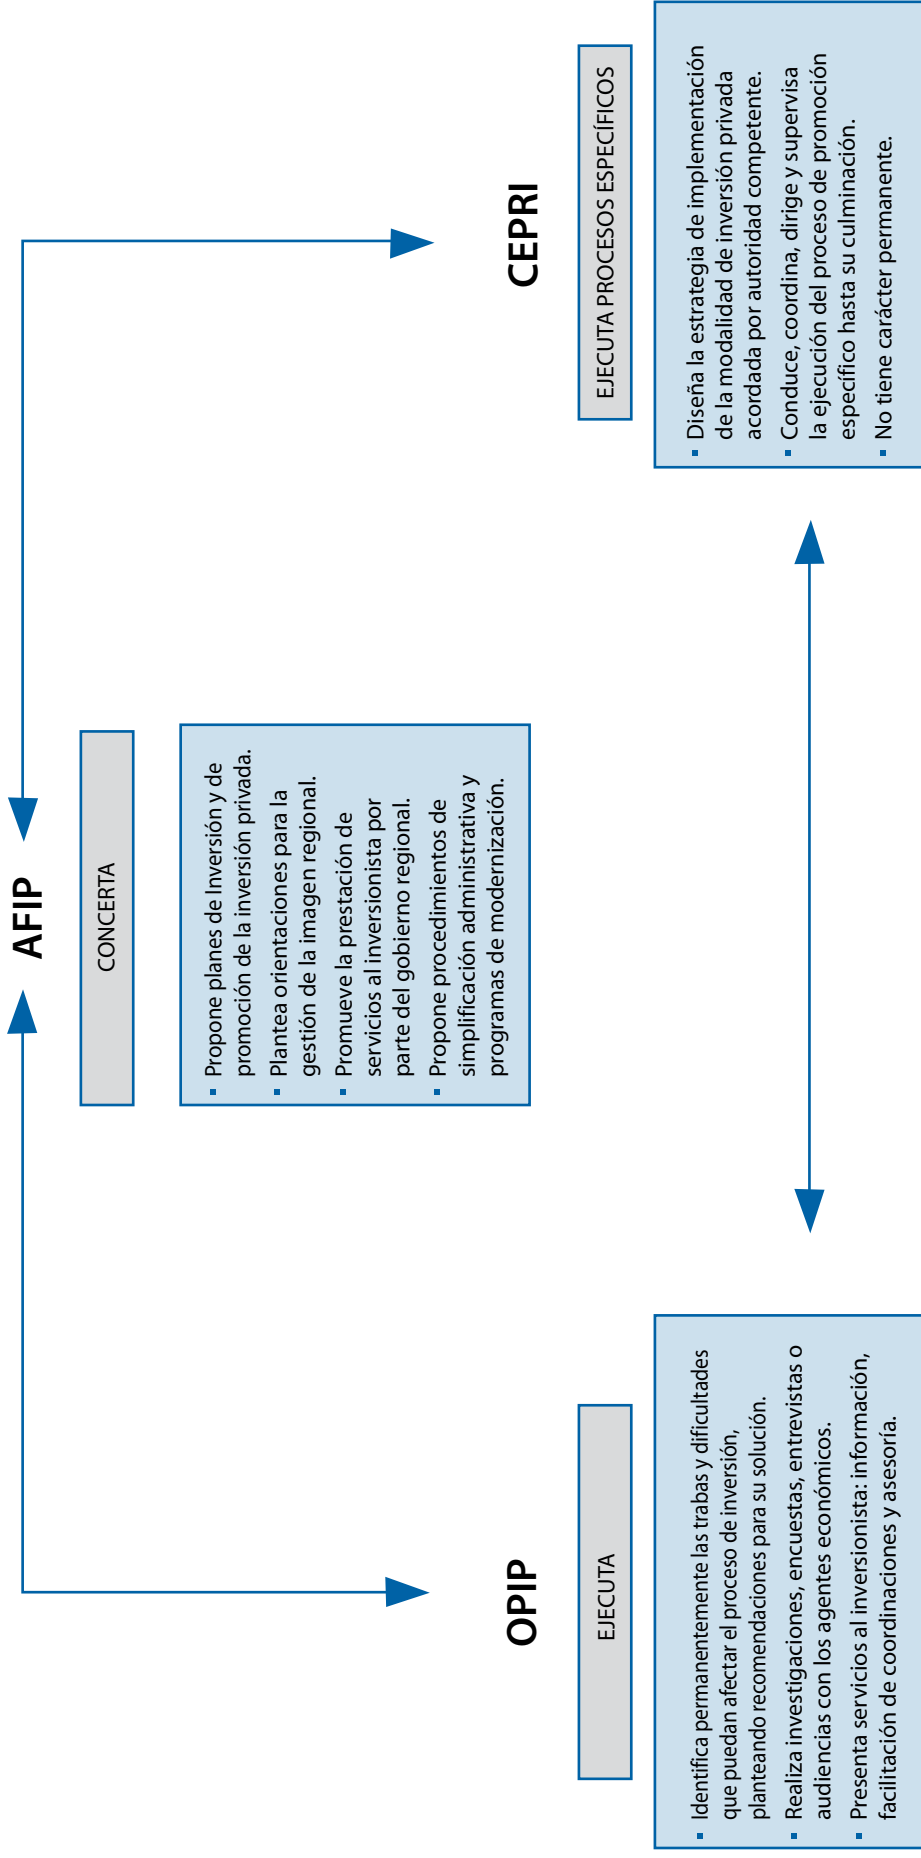 AFIP
CONCERTA
▪ Propone planes de Inversión y de
promoción de la inversión privada.
▪ Plantea orientaciones para la
gestión de la imagen regional.
▪ Promueve la prestación de
servicios al inversionista por
parte del gobierno regional.
▪ Propone procedimientos de
simplificación administrativa y
programas de modernización.
OPIP
EJECUTA
▪ Identifica permanentemente las trabas y dificultades
que puedan afectar el proceso de inversión,
planteando recomendaciones para su solución.
▪ Realiza investigaciones, encuestas, entrevistas o
audiencias con los agentes económicos.
▪ Presenta servicios al inversionista: información,
facilitación de coordinaciones y asesoría.
CEPRI
EJECUTA PROCESOS ESPECÍFICOS
▪ Diseña la estrategia de implementación
de la modalidad de inversión privada
acordada por autoridad competente.
▪ Conduce, coordina, dirige y supervisa
la ejecución del proceso de promoción
específico hasta su culminación.
▪ No tiene carácter permanente.